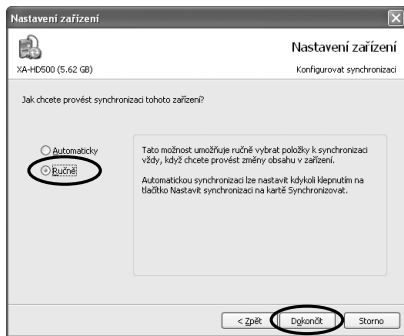 Nastavení zařízení
Nastavení zařízení
XA-HD500 (5.62 GB)
Konfigurovat synchronizaci
Jak chcete provést synchronizaci tohoto zařízení?
Automaticky
Ručně
Tato možnost umožňuje ručně vybrat položky k synchronizaci
vždy, když chcete provést změny obsahu v zařízení.
Automatickou synchronizaci lze nastavit kdykoli klepnutím na
tlačítko Nastavit synchronizaci na kartě Synchronizovat.
< Zpět
Dokončit
Storno